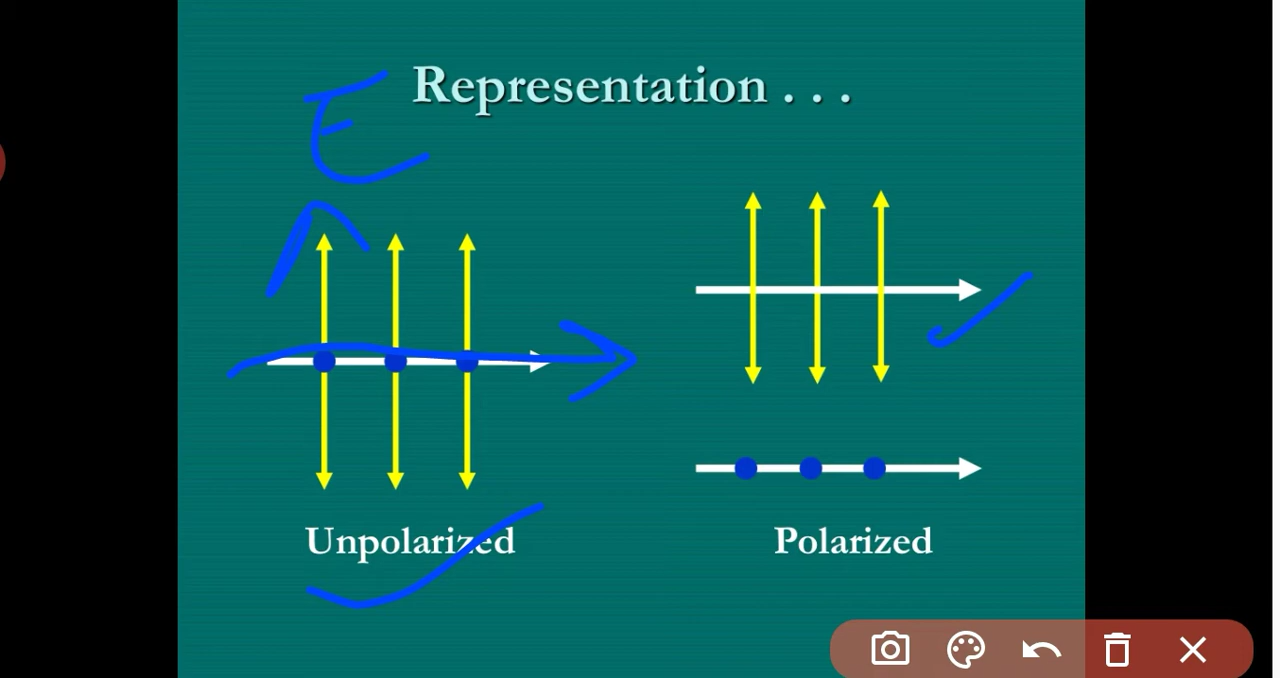 Representation . . .
E
Unpolarized
Polarized